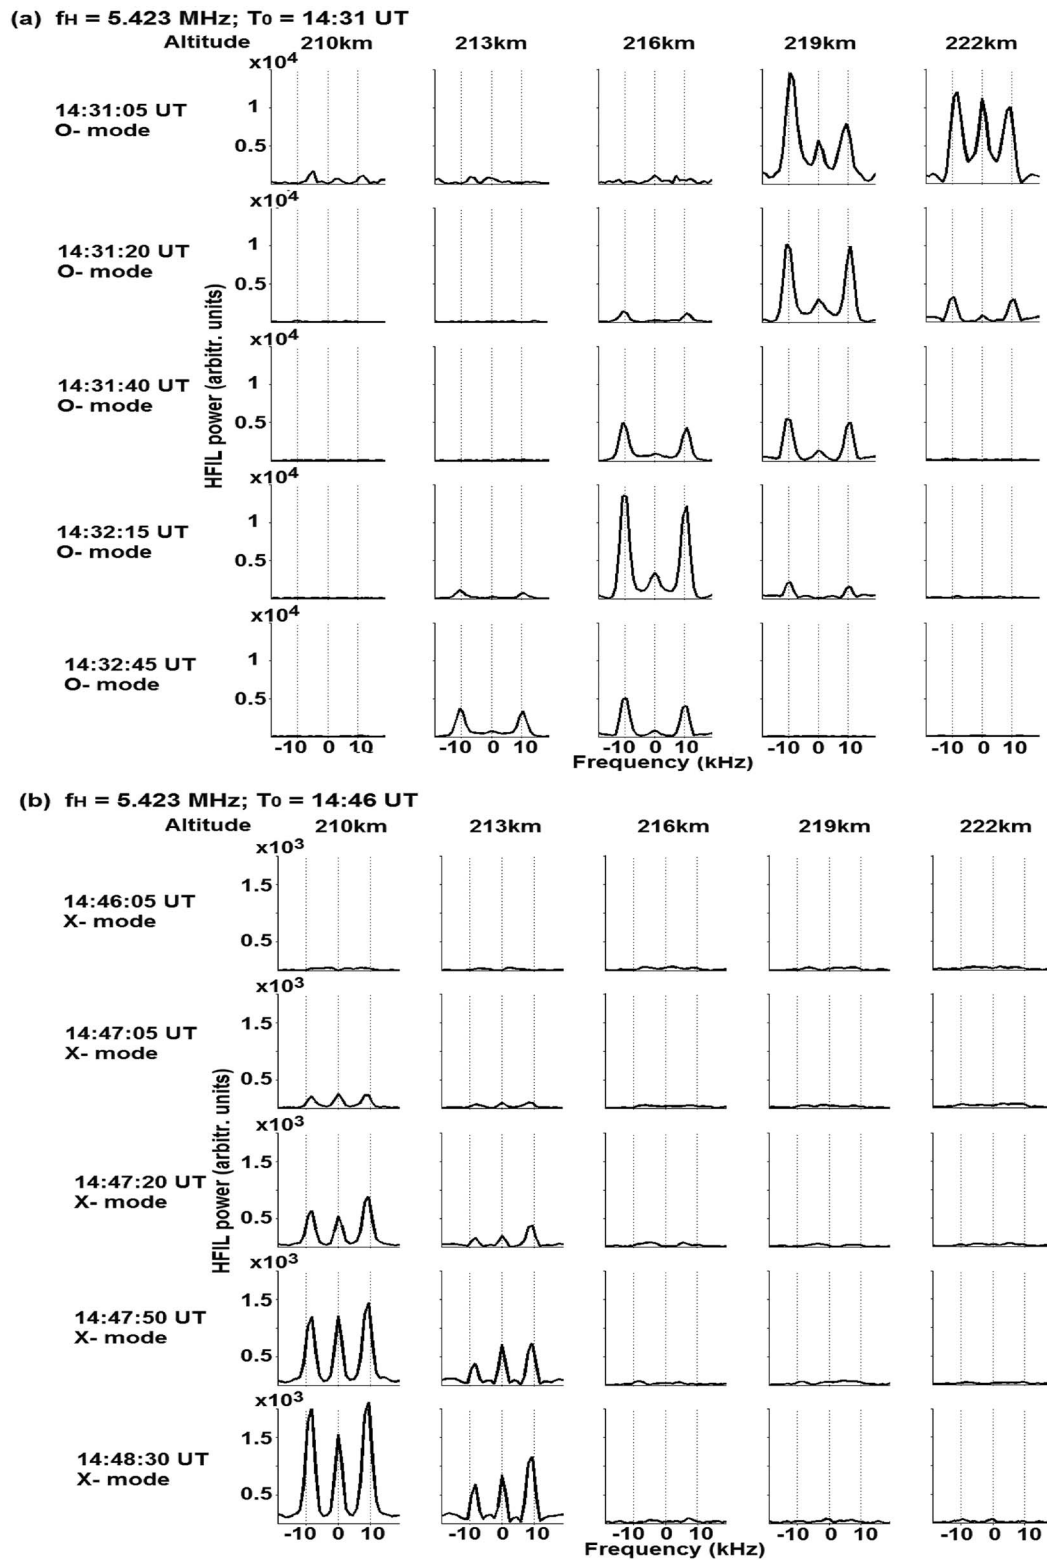 (a) fH = 5.423 MHz; T0 = 14:31 UT
Altitude 210km 213km 216km 219km 222km
x10^4
14:31:05 UT
O- mode
1
0.5
x10^4
14:31:20 UT
O- mode
1
0.5
x10^4
14:31:40 UT
O- mode
1
0.5
x10^4
14:32:15 UT
O- mode
1
0.5
x10^4
14:32:45 UT
O- mode
1
0.5
HFIL power (arbitr. units)
-10 0 10 -10 0 10 -10 0 10 -10 0 10 -10 0 10
Frequency (kHz)
(b) fH = 5.423 MHz; T0 = 14:46 UT
Altitude 210km 213km 216km 219km 222km
x10^3
14:46:05 UT
X- mode
1.5
0.5
x10^3
14:47:05 UT
X- mode
1.5
0.5
x10^3
14:47:20 UT
X- mode
1.5
0.5
x10^3
14:47:50 UT
X- mode
1.5
0.5
x10^3
14:48:30 UT
X- mode
1.5
0.5
HFIL power (arbitr. units)
-10 0 10 -10 0 10 -10 0 10 -10 0 10 -10 0 10
Frequency (kHz)